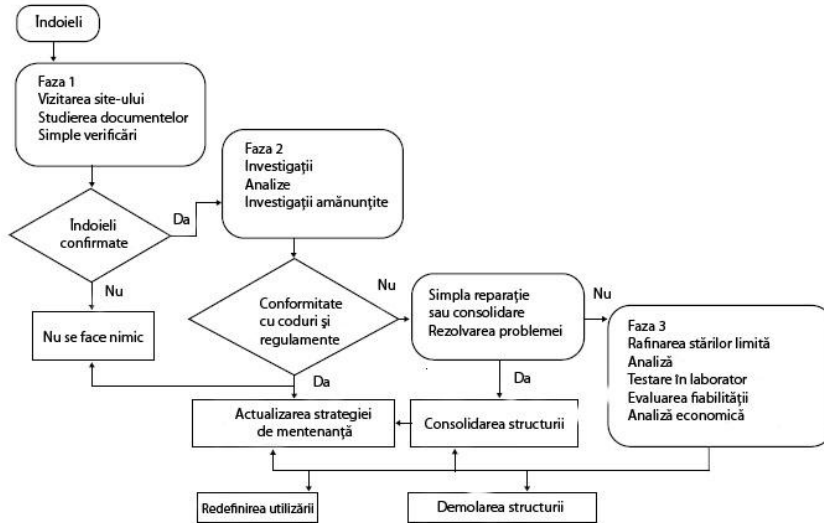 Îndoieli
Faza 1
Vizitarea site-ului
Studierea documentelor
Simple verificări
Faza 2
Investigații
Analize
Investigații amănunțite
Îndoieli
confirmate
Da
Nu
Nu se face nimic
Conformitate
cu coduri și
regulamente
Nu
Da
Simpla reparație
sau consolidare
Rezolvarea problemei
Nu
Da
Faza 3
Rafinarea stărilor limită
Analiză
Testare în laborator
Evaluarea fiabilității
Analiză economică
Actualizarea strategiei
de mentenanță
Consolidarea structurii
Redefinirea utilizării
Demolarea structurii